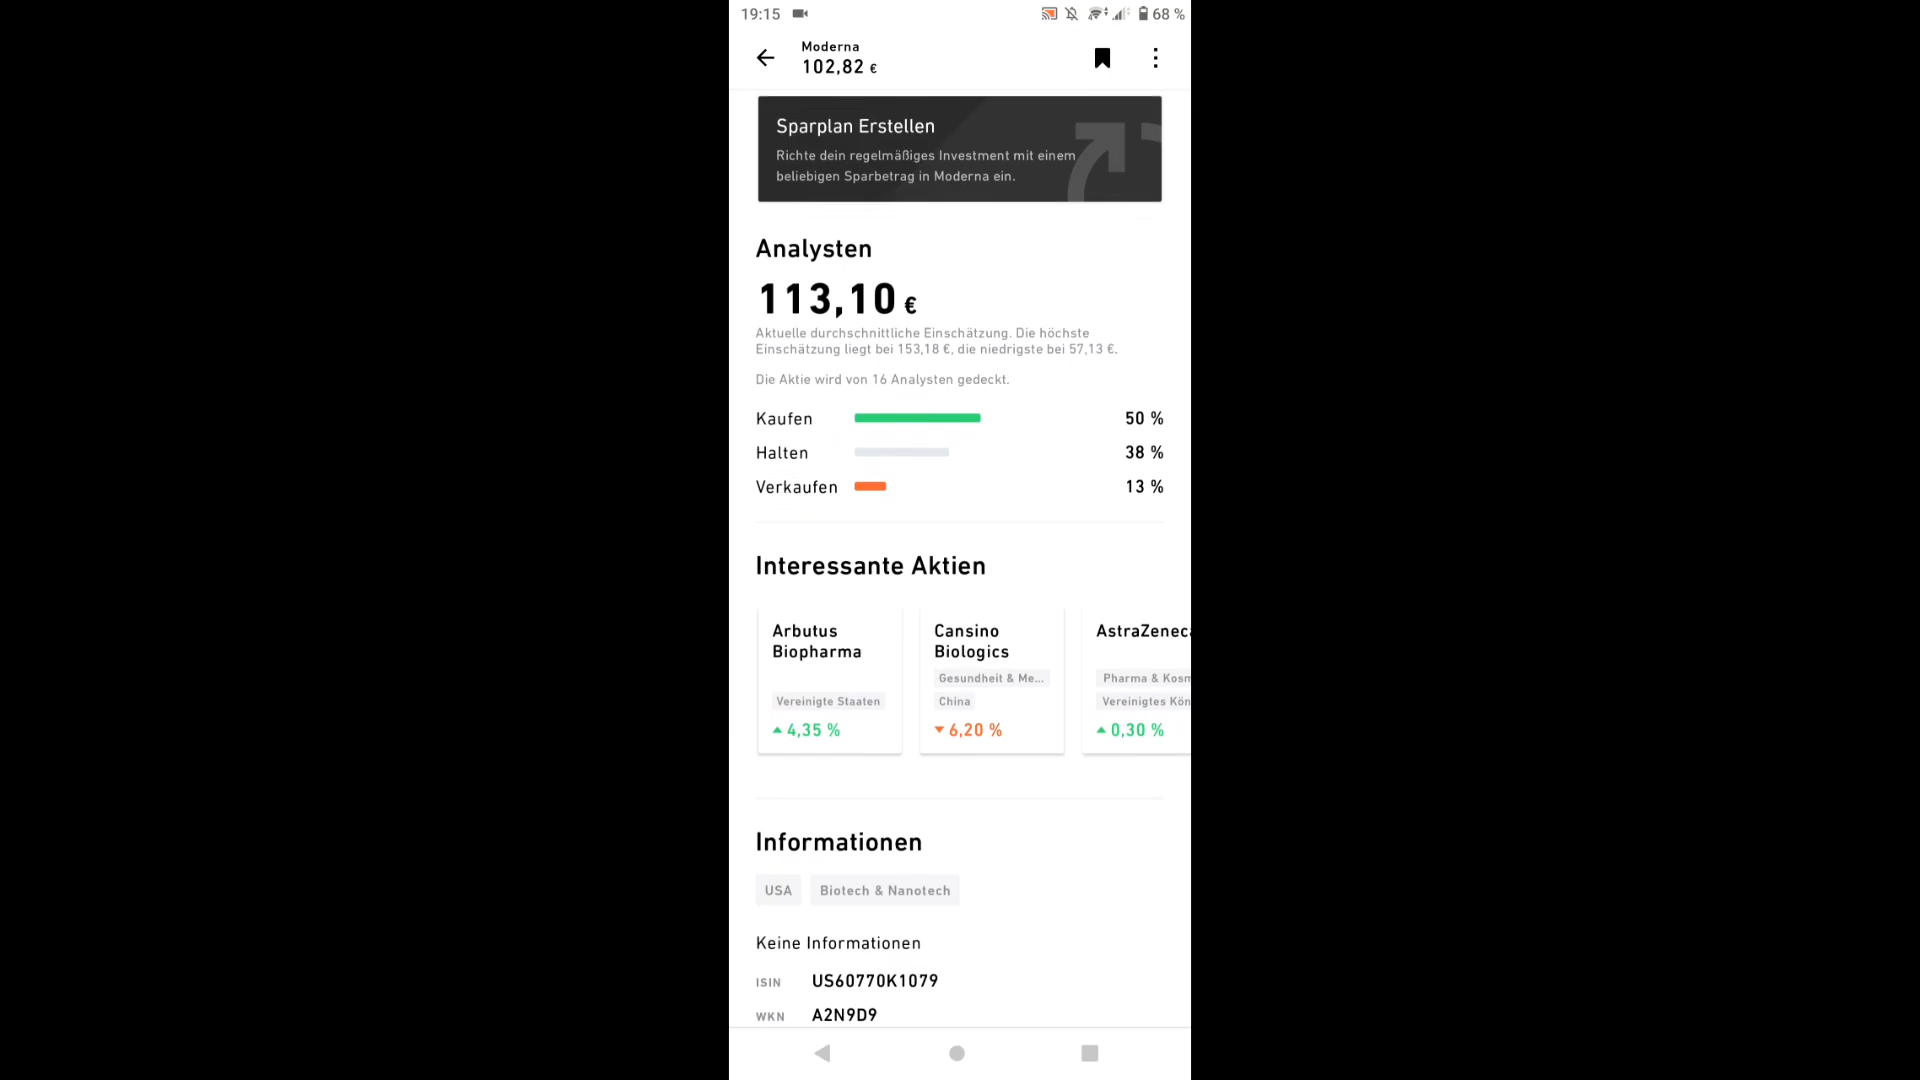 19:15
68 %
Moderna
102,82 €
Sparplan Erstellen
Richte dein regelmäßiges Investment mit einem
beliebigen Sparbetrag in Moderna ein.
Analysten
113,10 €
Aktuelle durchschnittliche Einschätzung. Die höchste
Einschätzung liegt bei 153,18 €, die niedrigste bei 57,13 €.
Die Aktie wird von 16 Analysten gedeckt.
Kaufen 50 %
Halten 38 %
Verkaufen 13 %
Interessante Aktien
Arbutus
Biopharma
Vereinigte Staaten
4,35 %
Cansino
Biologics
Gesundheit & Me...
China
6,20 %
AstraZenec
Pharma & Kosm
Vereinigtes Kön
0,30 %
Informationen
USA
Biotech & Nanotech
Keine Informationen
ISIN US60770K1079
WKN A2N9D9